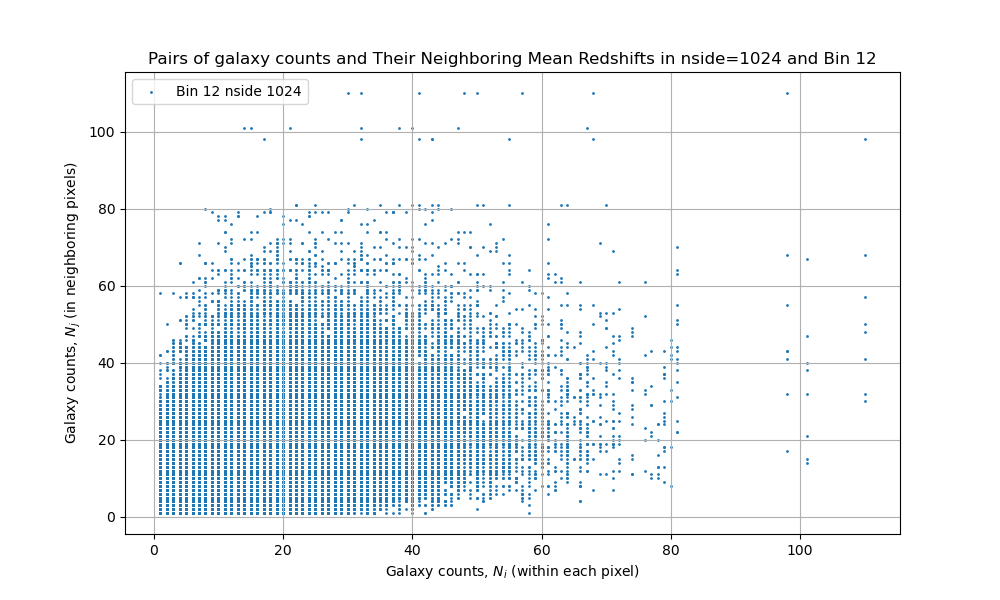 Pairs of galaxy counts and Their Neighboring Mean Redshifts in nside=1024 and Bin 12
Bin 12 nside 1024
Galaxy counts, N_j (in neighboring pixels)
100
80
60
40
20
0
0 20 40 60 80 100
Galaxy counts, N_i (within each pixel)